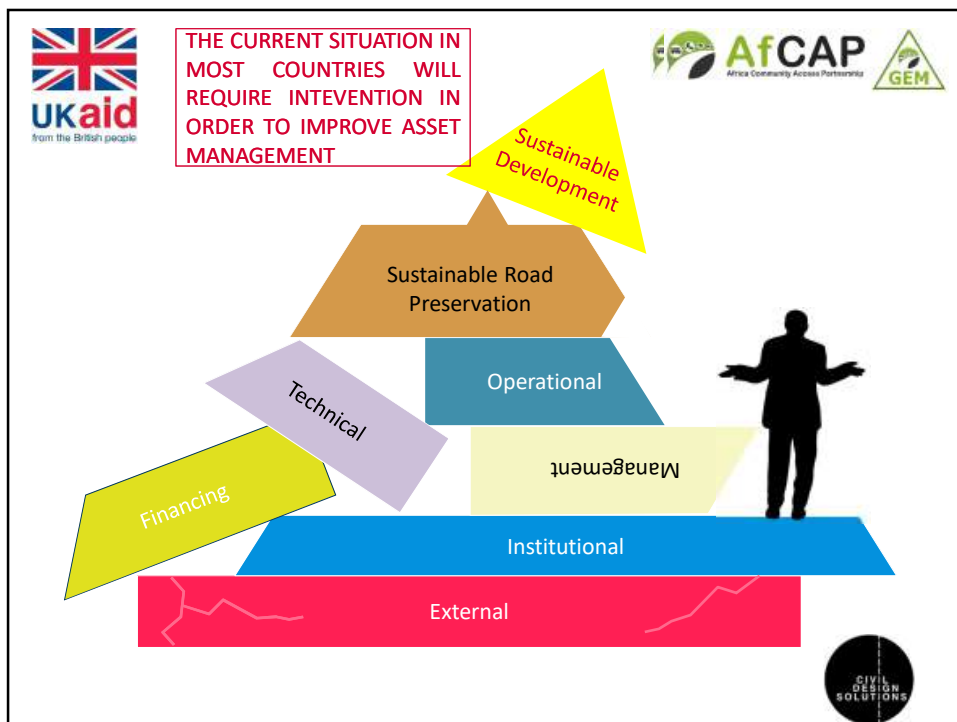 UKaid
from the British people
THE CURRENT SITUATION IN
MOST COUNTRIES WILL
REQUIRE INTEVENTION IN
ORDER TO IMPROVE ASSET
MANAGEMENT
AfCAP
Africa Community Access Partnership
GEM
Sustainable
Development
Sustainable Road
Preservation
Operational
Technical
Management
Financing
Institutional
External
CIVIL
DESIGN
SOLUTIONS